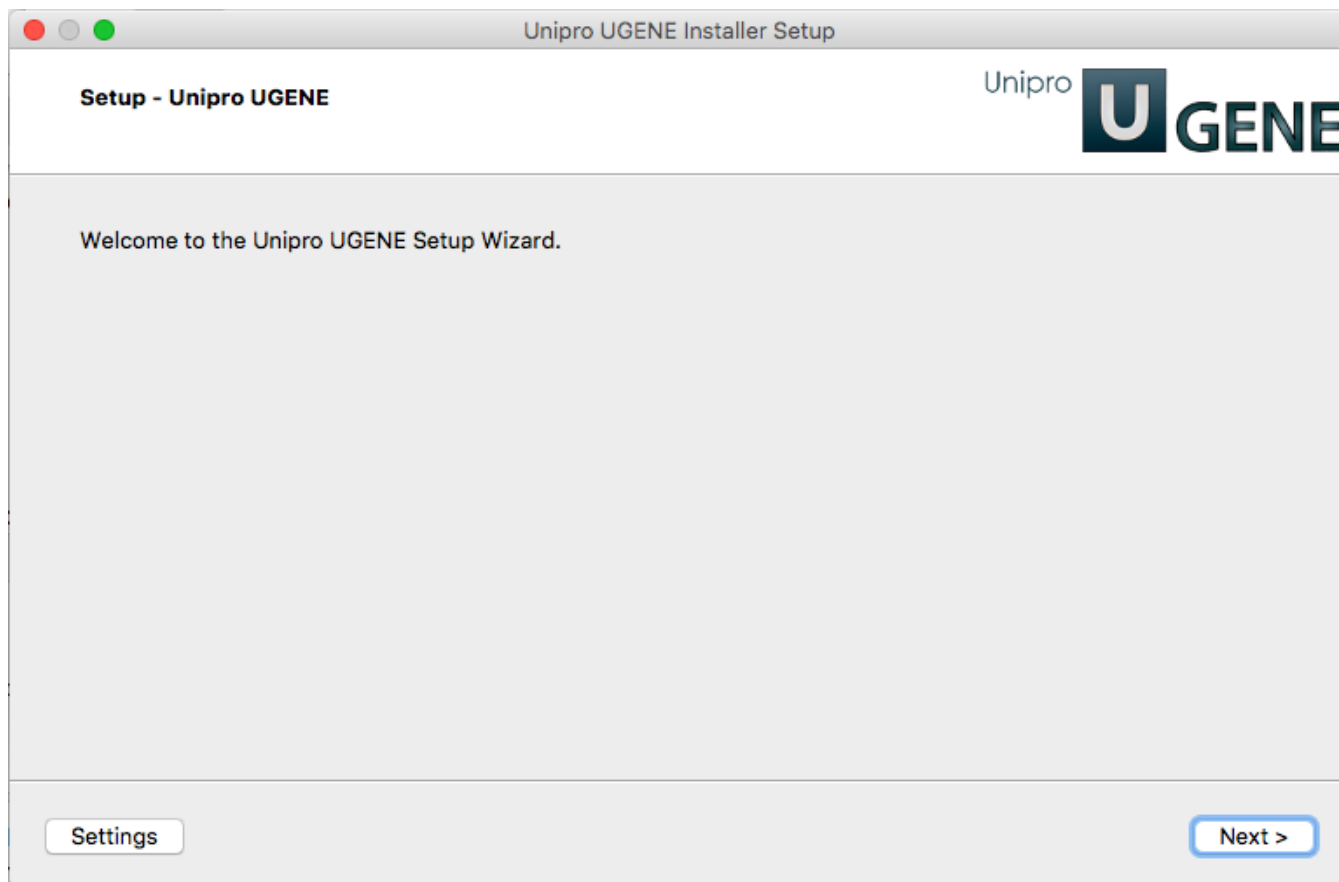 Unipro UGENE Installer Setup
Setup - Unipro UGENE
Unipro
U GENE
Welcome to the Unipro UGENE Setup Wizard.
Settings
Next >